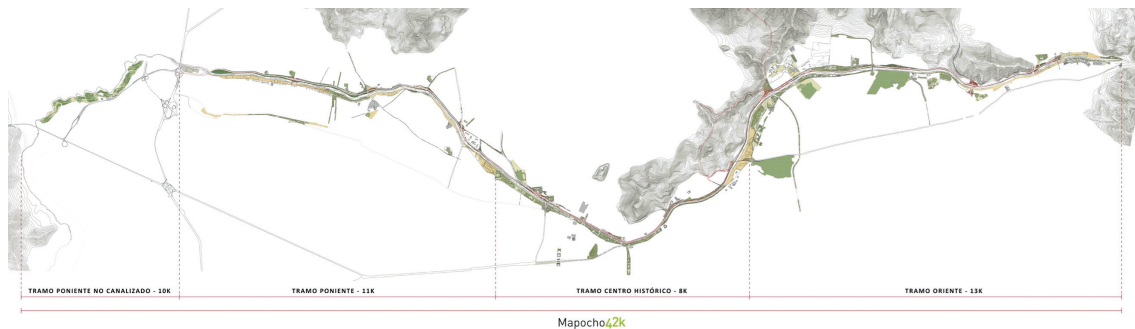 TRAMO PONIENTE NO CANALIZADO - 10K
TRAMO PONIENTE - 11K
TRAMO CENTRO HISTÓRICO - 8K
TRAMO ORIENTE - 13K
Mapocho42k